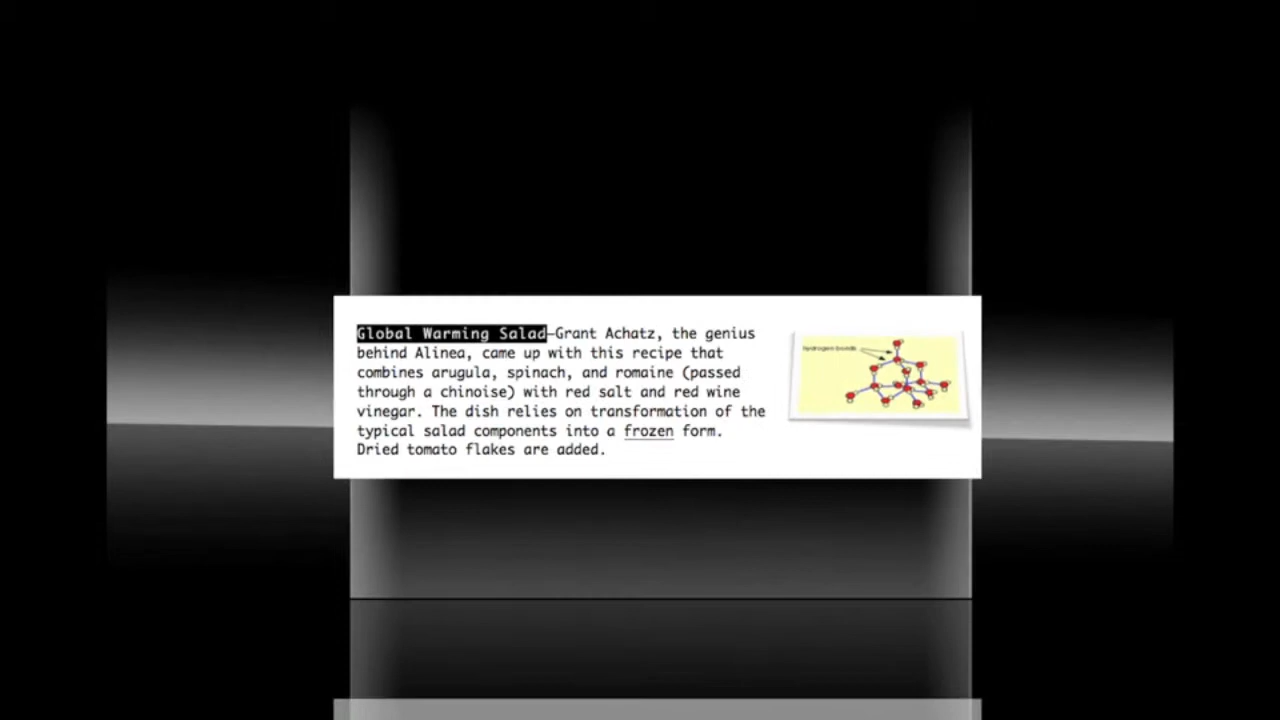 Global Warming Salad–Grant Achatz, the genius
behind Alinea, came up with this recipe that
combines arugula, spinach, and romaine (passed
through a chinoise) with red salt and red wine
vinegar. The dish relies on transformation of the
typical salad components into a frozen form.
Dried tomato flakes are added.
hydrogen bonds